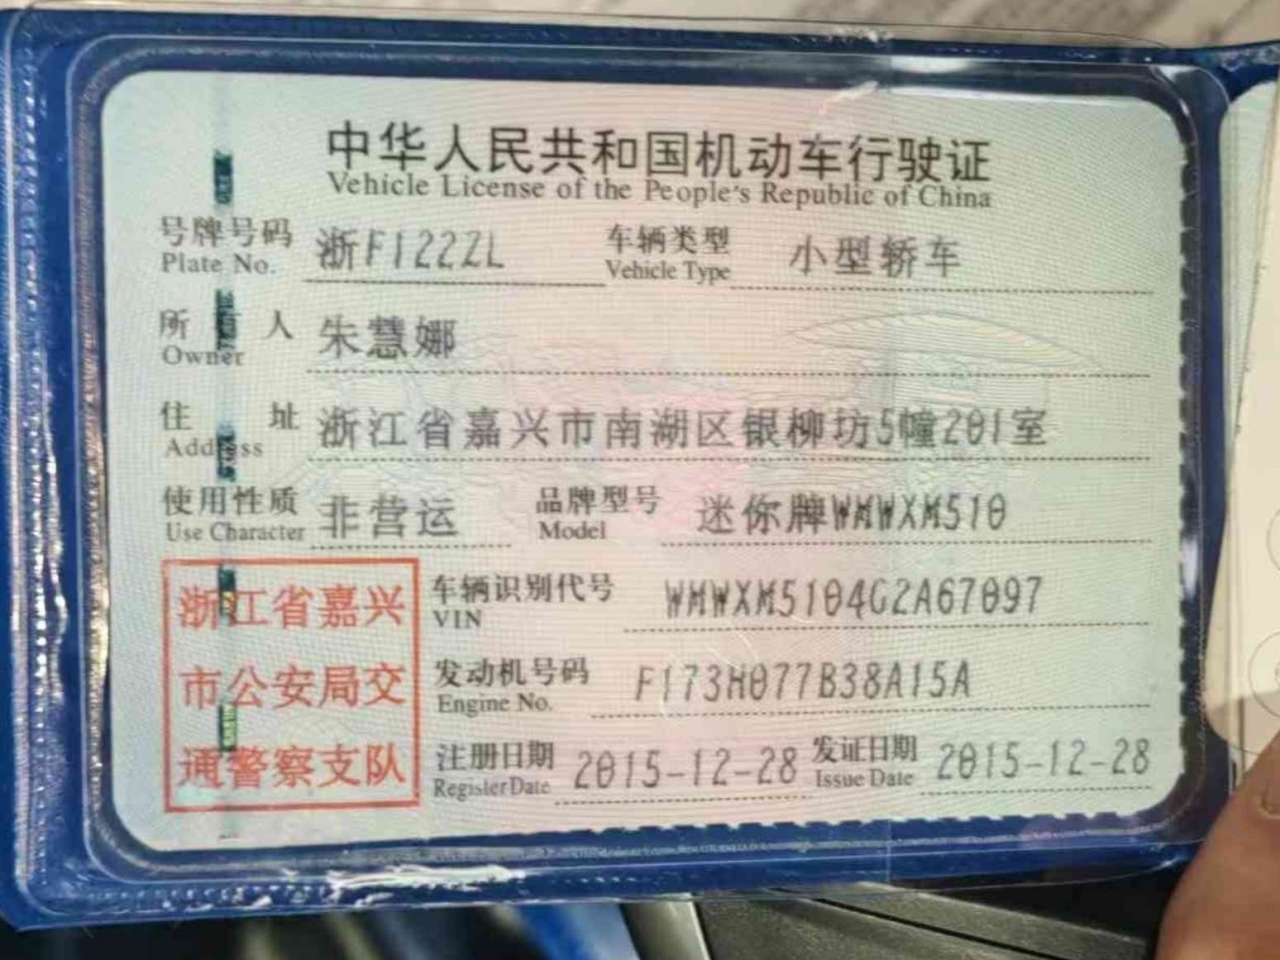 中华人民共和国机动车行驶证
Vehicle License of the People's Republic of China
号牌号码 浙F122ZL 车辆类型 小型轿车
Plate No. Vehicle Type
所有人 朱慧娜
Owner
住址 浙江省嘉兴市南湖区银柳坊5幢201室
Address
使用性质 非营运 品牌型号 迷你牌WMWXM510
Use Character Model
浙江省嘉兴 车辆识别代号 WMWXM5104G2A67097
VIN
市公安局交 发动机号码 F173H077B38A15A
Engine No.
通警察支队 注册日期 2015-12-28 发证日期 2015-12-28
Register Date Issue Date